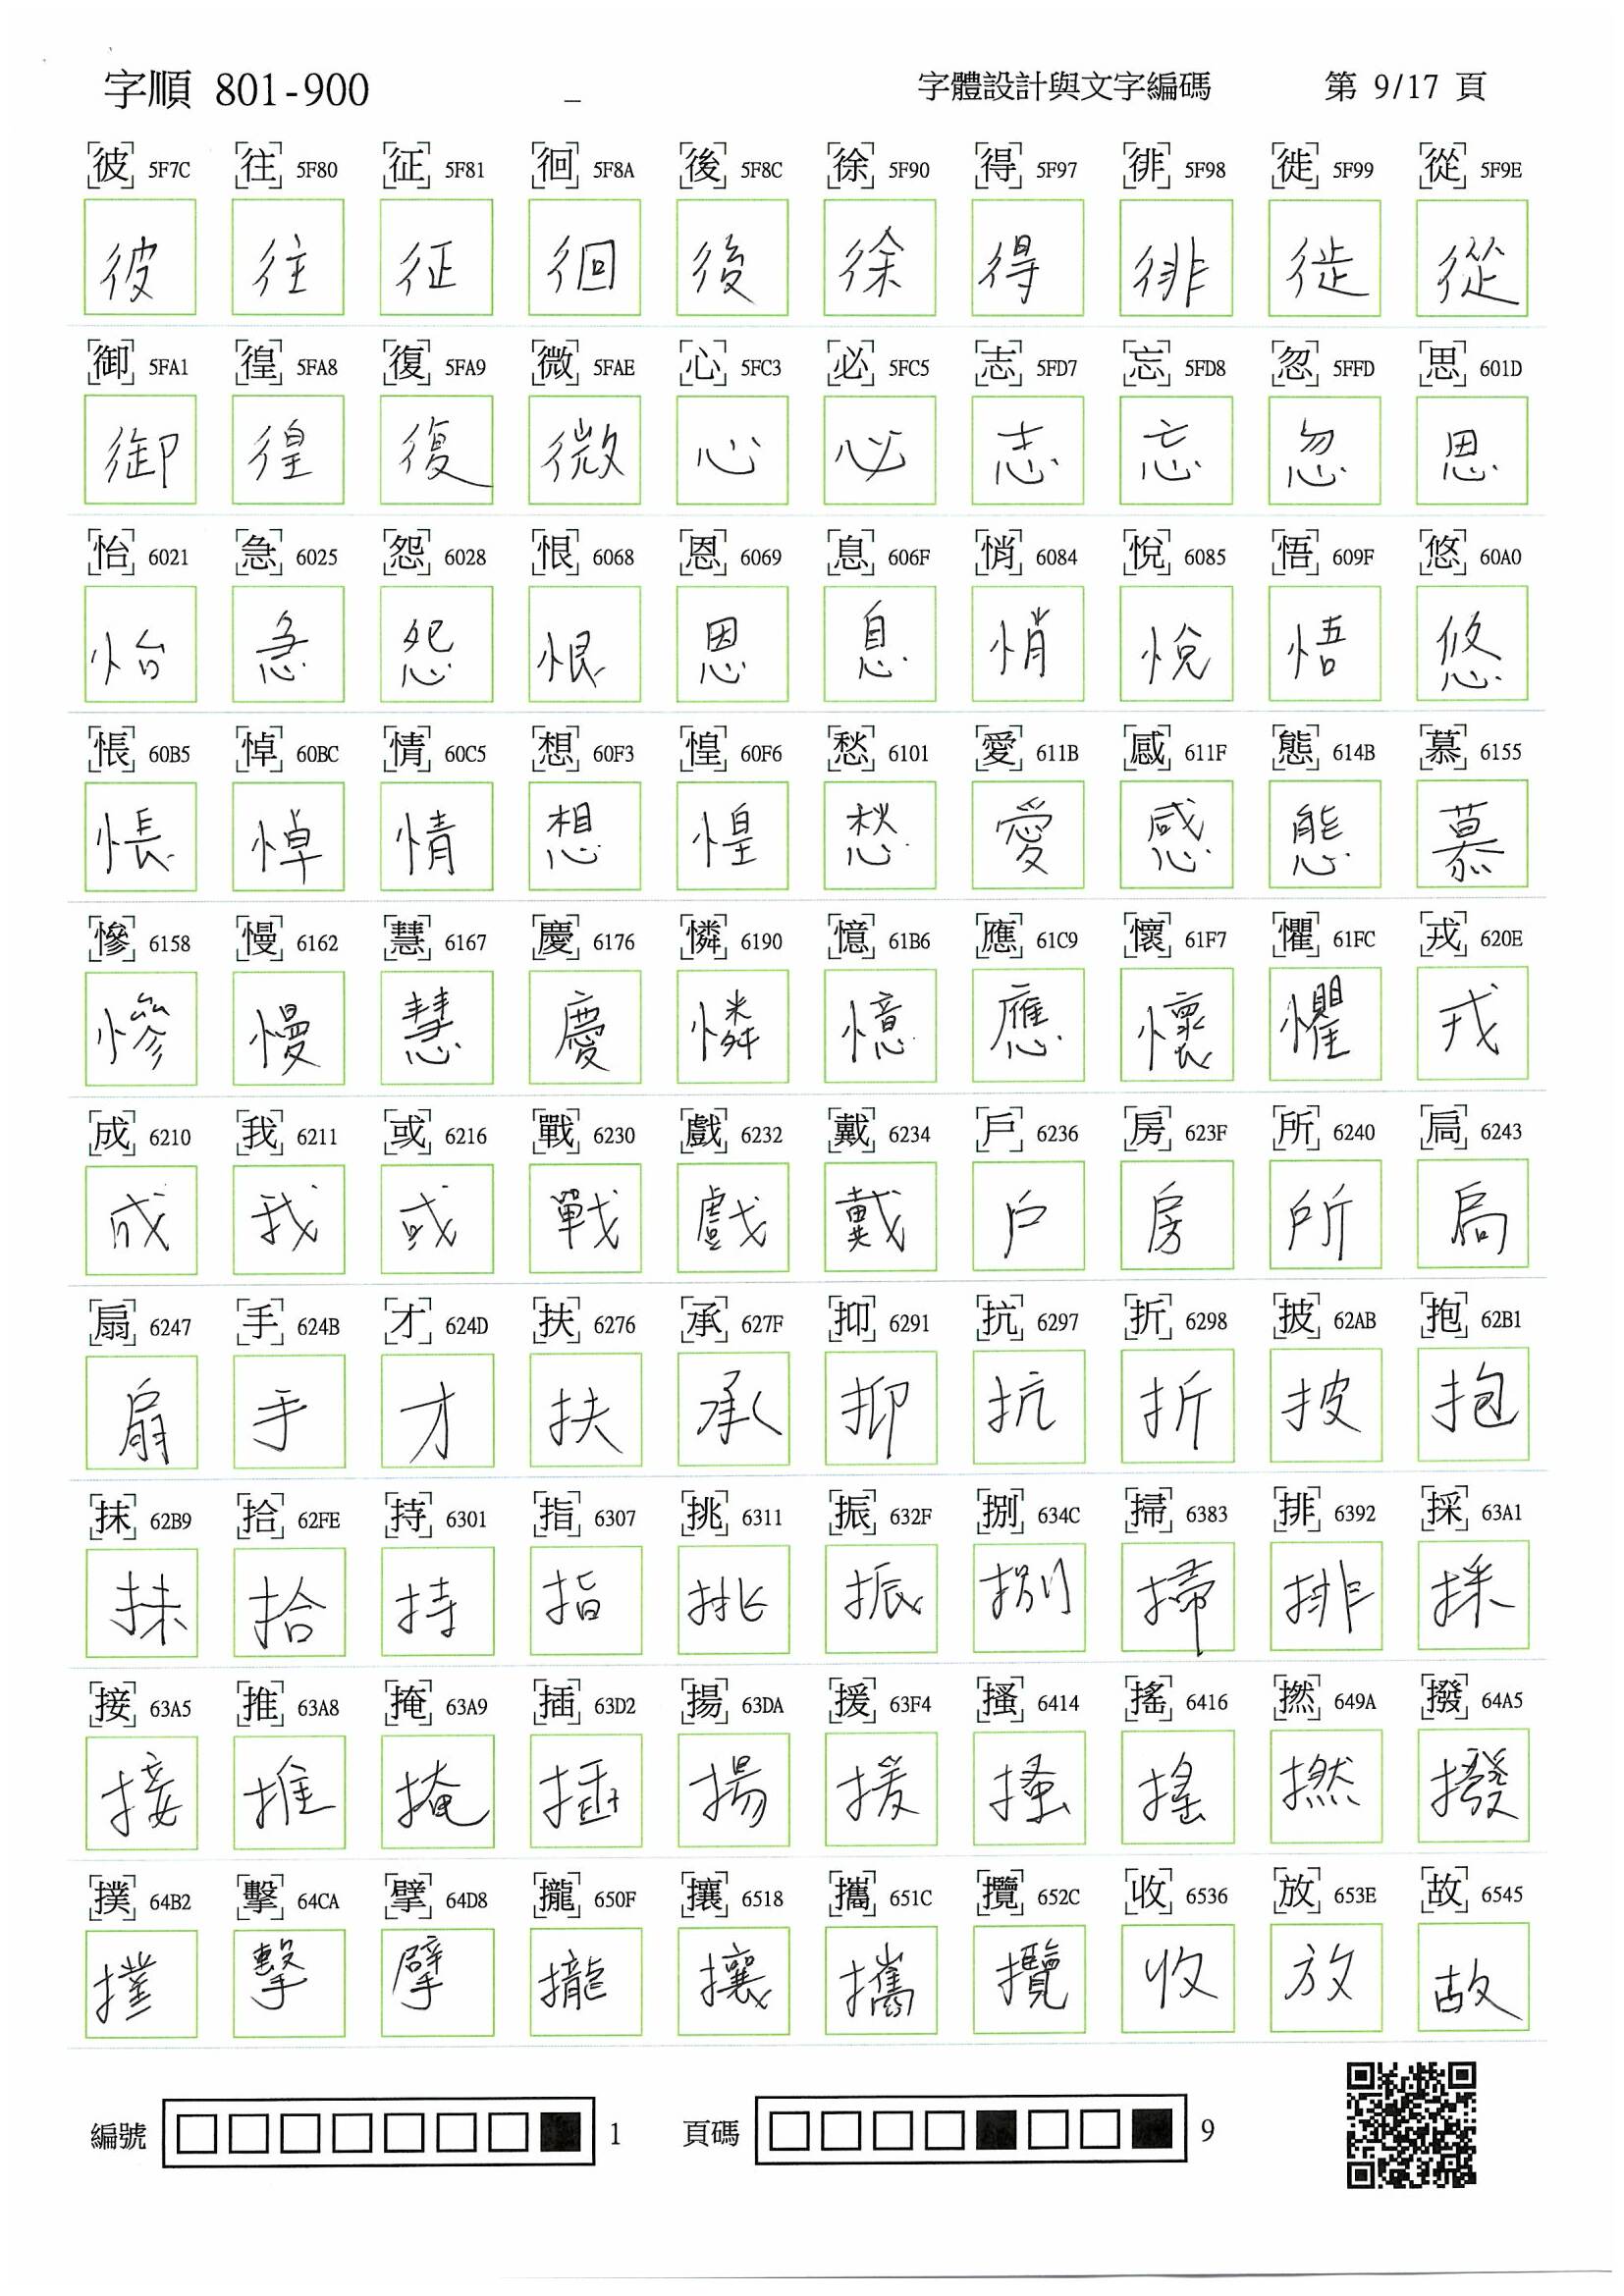 字順 801-900 _ 字體設計與文字編碼 第 9/17 頁
彼 5F7C 往 5F80 征 5F81 徊 5F8A 後 5F8C 徐 5F90 得 5F97 徘 5F98 徙 5F99 從 5F9E
彼 往 征 徊 後 徐 得 徘 徙 從
御 5FA1 徨 5FA8 復 5FA9 微 5FAE 心 5FC3 必 5FC5 志 5FD7 忘 5FD8 忽 5FFD 思 601D
御 徨 復 微 心 必 志 忘 忽 思
怡 6021 急 6025 怨 6028 恨 6068 恩 6069 息 606F 悄 6084 悅 6085 悟 609F 悠 60A0
怡 急 怨 恨 恩 息 悄 悅 悟 悠
悵 60B5 悼 60BC 情 60C5 想 60F3 惶 60F6 愁 6101 愛 611B 感 611F 態 614B 慕 6155
悵 悼 情 想 惶 愁 愛 感 態 慕
慘 6158 慢 6162 慧 6167 慶 6176 憐 6190 憶 61B6 應 61C9 懷 61F7 懼 61FC 戎 620E
慘 慢 慧 慶 憐 憶 應 懷 懼 戎
成 6210 我 6211 或 6216 戰 6230 戲 6232 戴 6234 戶 6236 房 623F 所 6240 扃 6243
成 我 或 戰 戲 戴 戶 房 所 扃
扇 6247 手 624B 才 624D 扶 6276 承 627F 抑 6291 抗 6297 折 6298 披 62AB 抱 62B1
扇 手 才 扶 承 抑 抗 折 披 抱
抹 62B9 拾 62FE 持 6301 指 6307 挑 6311 振 632F 捌 634C 掃 6383 排 6392 採 63A1
抹 拾 持 指 挑 振 捌 掃 排 採
接 63A5 推 63A8 掩 63A9 插 63D2 揚 63DA 援 63F4 搔 6414 搖 6416 撚 649A 撥 64A5
接 推 掩 插 揚 援 搔 搖 撚 撥
撲 64B2 擊 64CA 擘 64D8 攏 650F 攘 6518 攜 651C 攬 652C 收 6536 放 653E 故 6545
撲 擊 擘 攏 攘 攜 攬 收 放 故
編號 1 頁碼 9